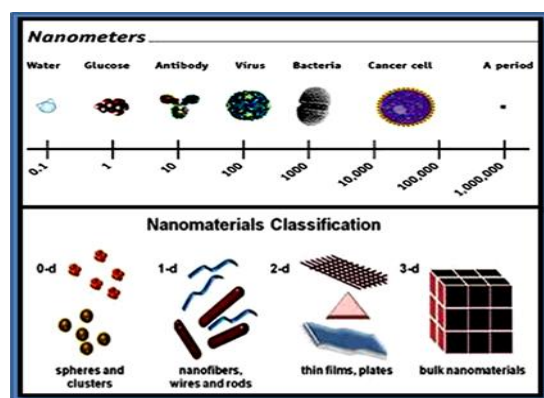 Nanometers
Water Glucose Antibody Virus Bacteria Cancer cell A period
0.1 1 10 100 1000 10,000 100,000 1,000,000
Nanomaterials Classification
0-d 1-d 2-d 3-d
spheres and clusters nanofibers, wires and rods thin films, plates bulk nanomaterials